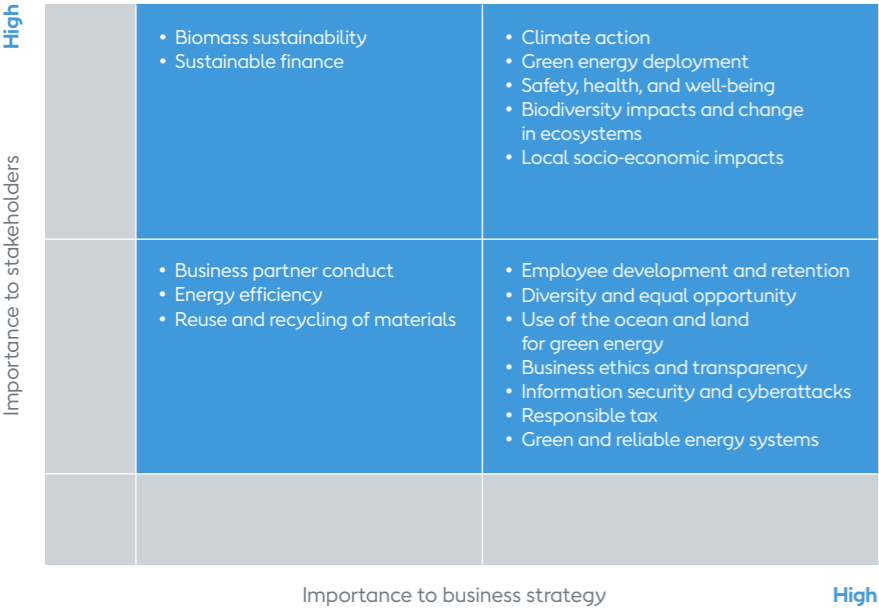 High
Importance to stakeholders
• Biomass sustainability
• Sustainable finance
• Climate action
• Green energy deployment
• Safety, health, and well-being
• Biodiversity impacts and change
in ecosystems
• Local socio-economic impacts
• Business partner conduct
• Energy efficiency
• Reuse and recycling of materials
• Employee development and retention
• Diversity and equal opportunity
• Use of the ocean and land
for green energy
• Business ethics and transparency
• Information security and cyberattacks
• Responsible tax
• Green and reliable energy systems
Importance to business strategy
High